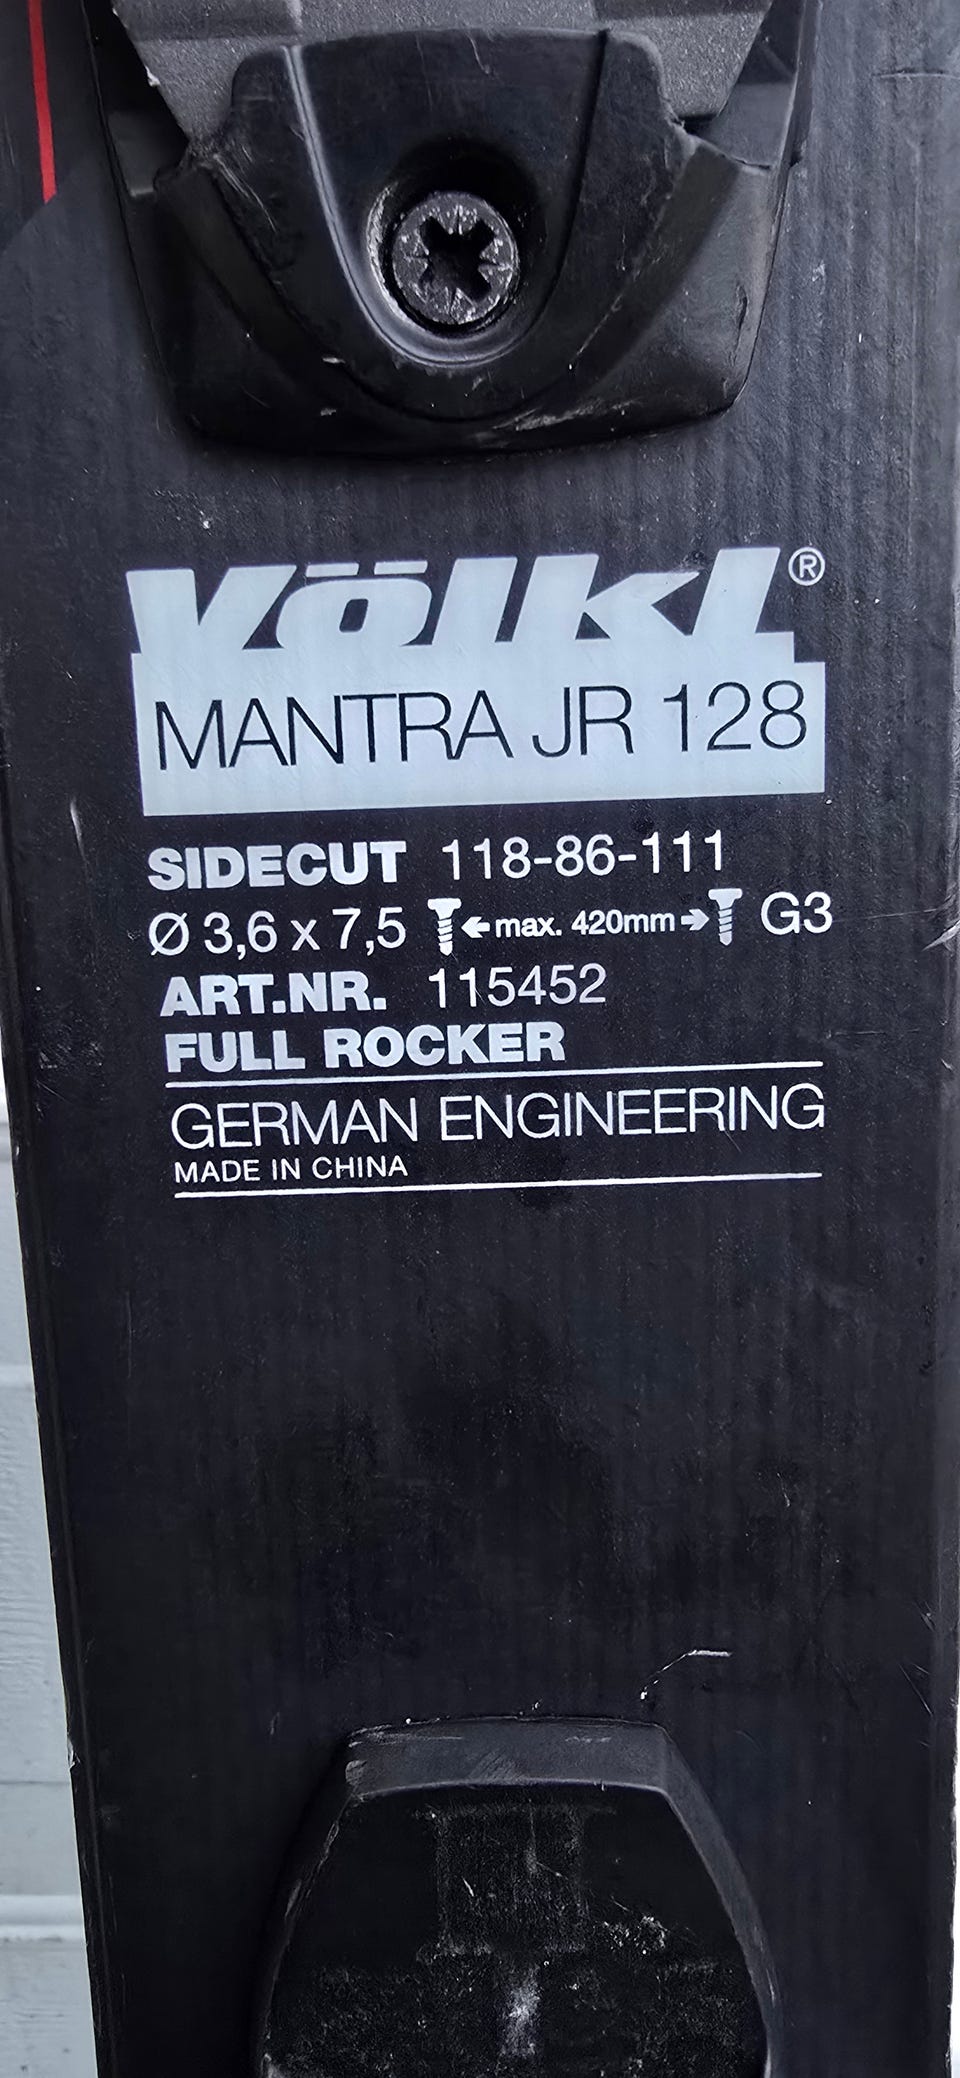 Völkl®
MANTRA JR 128
SIDECUT 118-86-111
Ø 3,6 x 7,5 ←max. 420mm→ G3
ART.NR. 115452
FULL ROCKER
GERMAN ENGINEERING
MADE IN CHINA